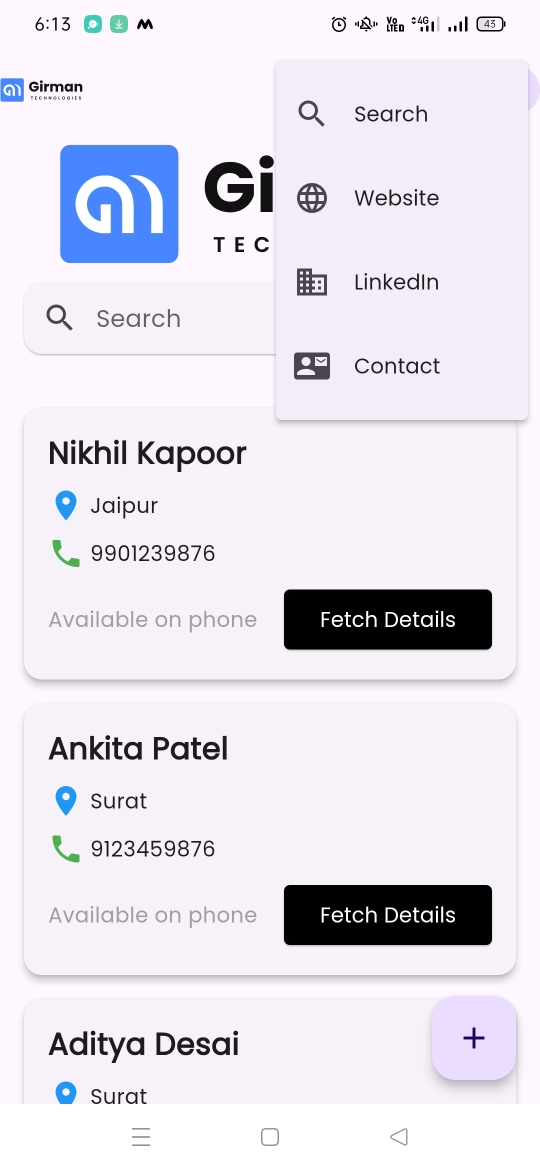 6:13
Vo
LTED
4G
43
Girman
TECHNOLOGIES
Gi
TEC
Search
Website
LinkedIn
Contact
Search
Nikhil Kapoor
Jaipur
9901239876
Available on phone
Fetch Details
Ankita Patel
Surat
9123459876
Available on phone
Fetch Details
Aditya Desai
Surat